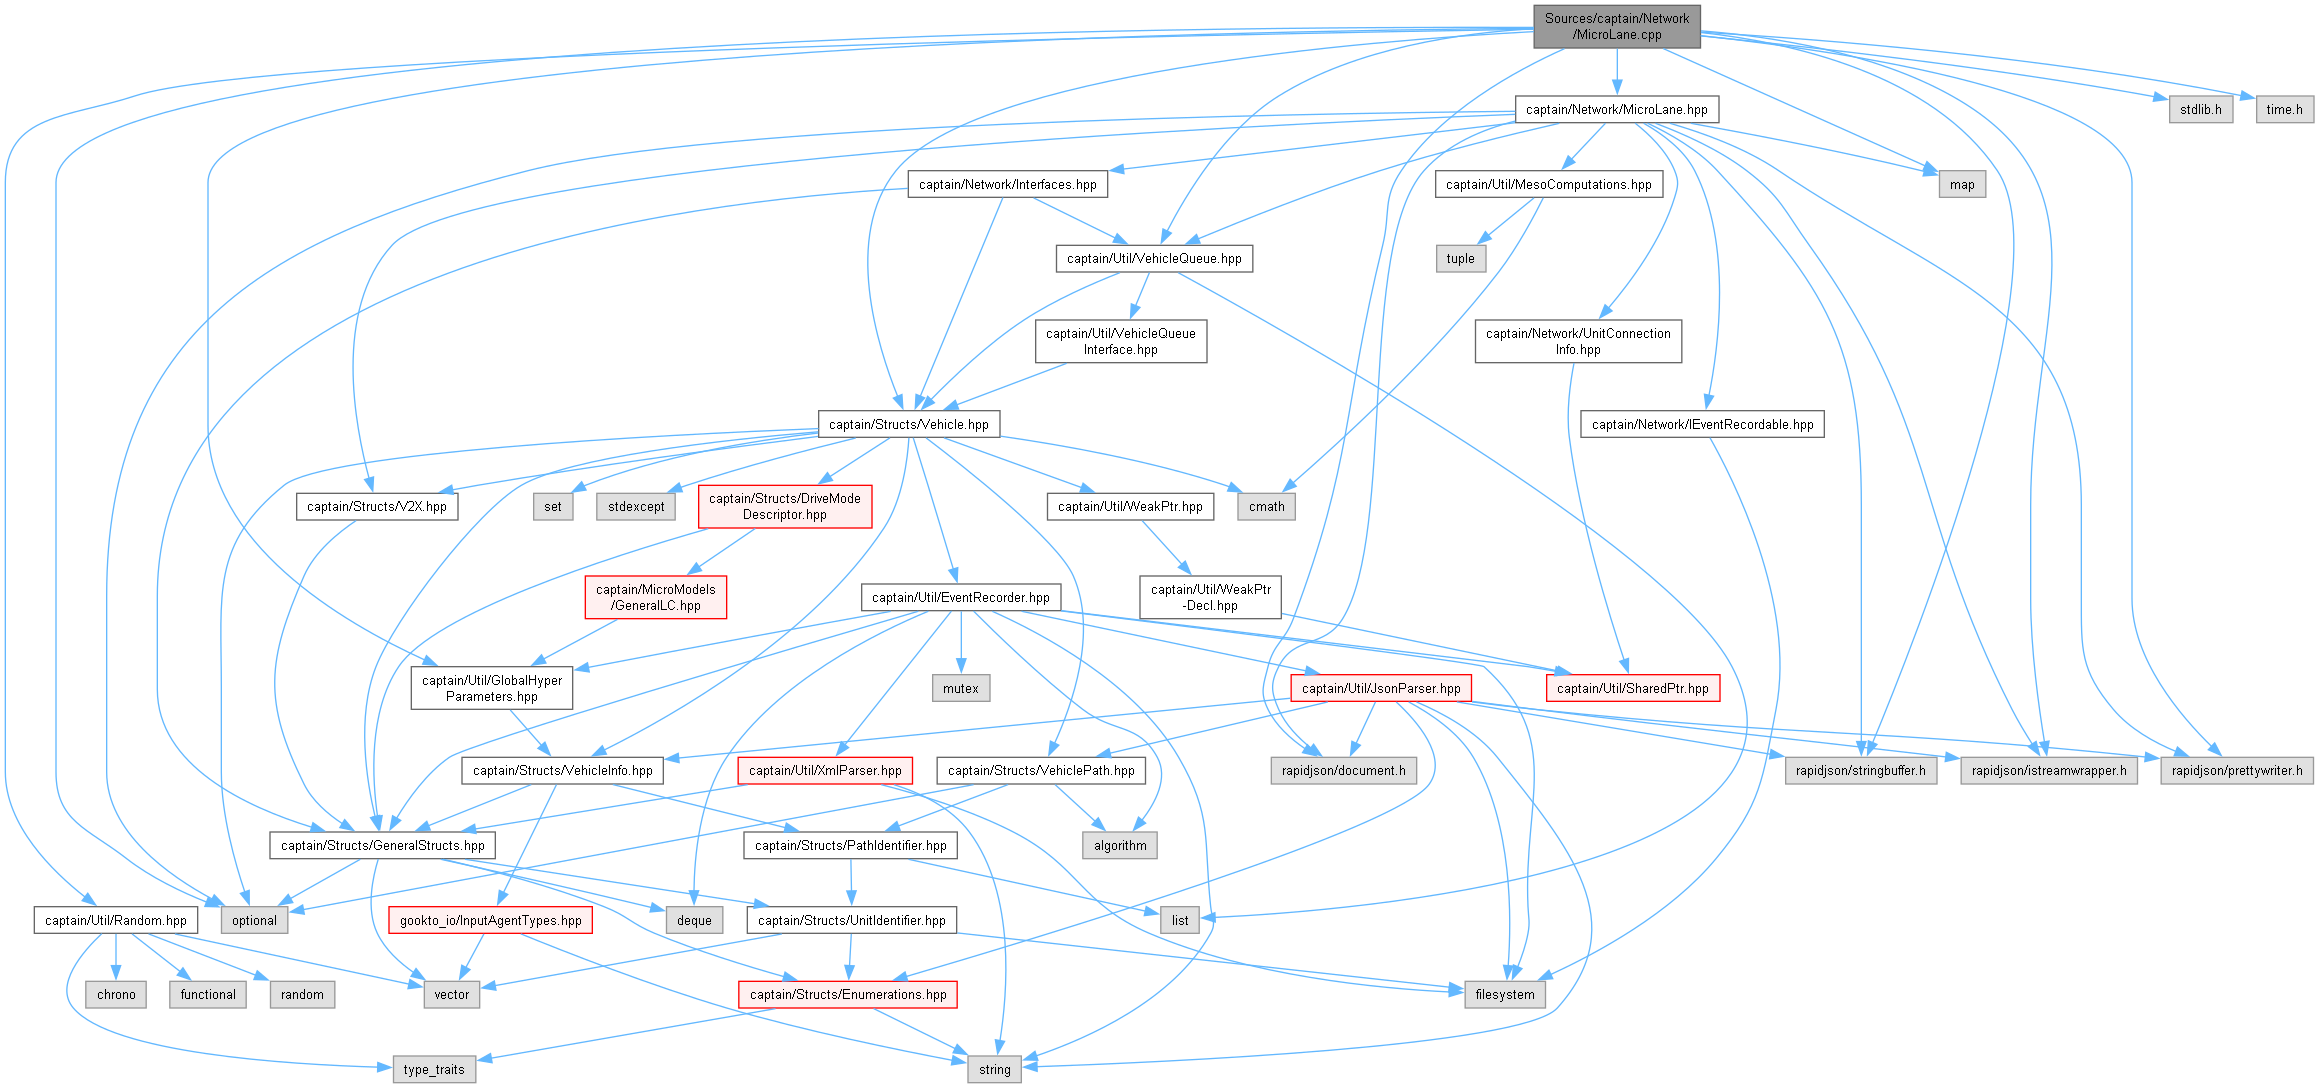 Sources/captain/Network
/MicroLane.cpp
captain/Network/MicroLane.hpp
stdlib.h
time.h
captain/Network/Interfaces.hpp
captain/Util/MesoComputations.hpp
map
captain/Util/VehicleQueue.hpp
tuple
captain/Util/VehicleQueue
Interface.hpp
captain/Network/UnitConnection
Info.hpp
captain/Structs/Vehicle.hpp
captain/Network/IEventRecordable.hpp
captain/Structs/V2X.hpp
set
stdexcept
captain/Structs/DriveMode
Descriptor.hpp
captain/Util/WeakPtr.hpp
cmath
captain/MicroModels
/GeneralLC.hpp
captain/Util/EventRecorder.hpp
captain/Util/WeakPtr
-Decl.hpp
captain/Util/GlobalHyper
Parameters.hpp
mutex
captain/Util/JsonParser.hpp
captain/Util/SharedPtr.hpp
captain/Structs/VehicleInfo.hpp
captain/Util/XmlParser.hpp
captain/Structs/VehiclePath.hpp
rapidjson/document.h
rapidjson/stringbuffer.h
rapidjson/istreamwrapper.h
rapidjson/prettywriter.h
captain/Structs/GeneralStructs.hpp
captain/Structs/PathIdentifier.hpp
algorithm
captain/Util/Random.hpp
optional
gookto_io/InputAgentTypes.hpp
deque
captain/Structs/UnitIdentifier.hpp
list
chrono
functional
random
vector
captain/Structs/Enumerations.hpp
filesystem
type_traits
string